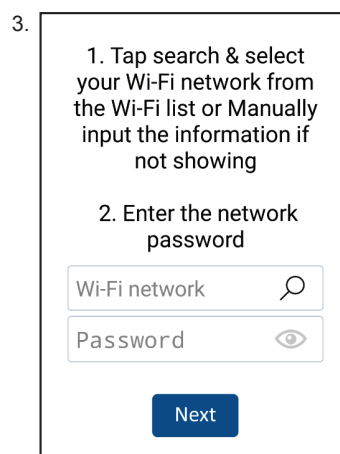 3.
1. Tap search & select
your Wi-Fi network from
the Wi-Fi list or Manually
input the information if
not showing
2. Enter the network
password
Wi-Fi network
Password
Next